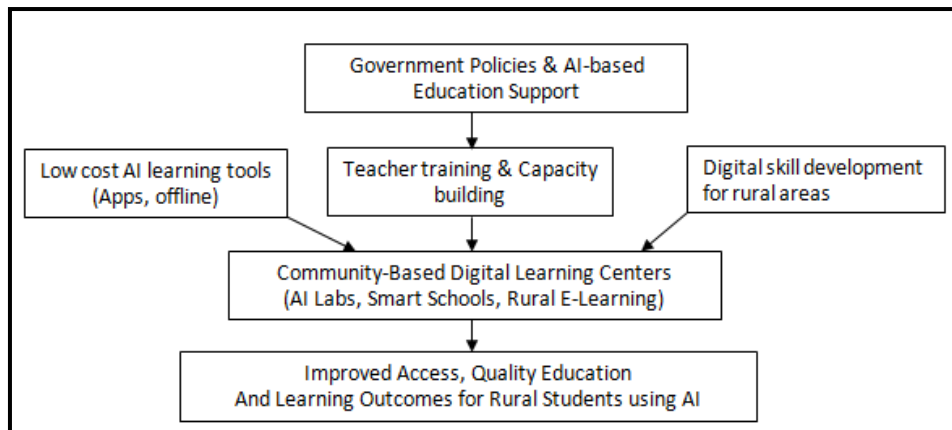 Government Policies & AI-based
Education Support
Low cost AI learning tools
(Apps, offline)
Teacher training & Capacity
building
Digital skill development
for rural areas
Community-Based Digital Learning Centers
(AI Labs, Smart Schools, Rural E-Learning)
Improved Access, Quality Education
And Learning Outcomes for Rural Students using AI